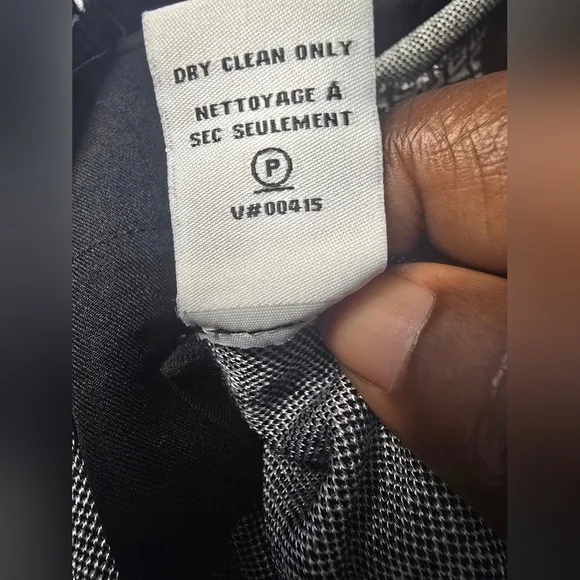 DRY CLEAN ONLY
NETTOYAGE À
SEC SEULEMENT
P
V#00415